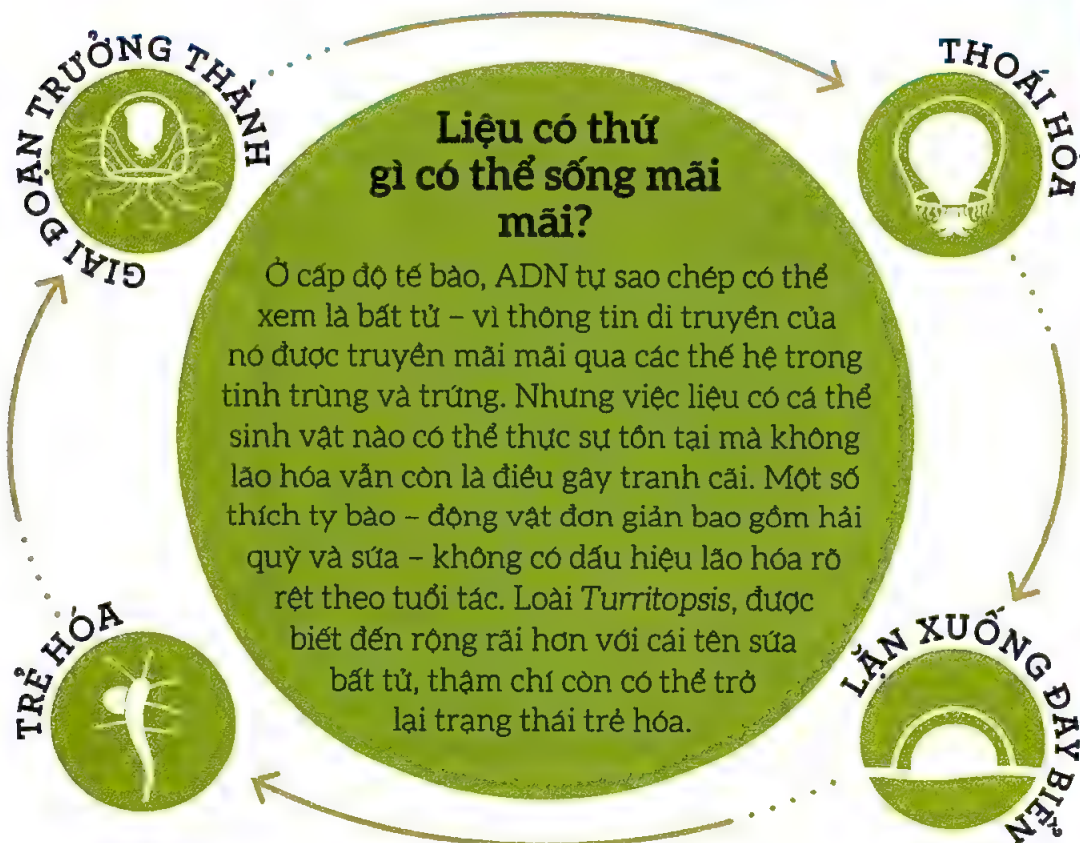 GIAI ĐOẠN TRƯỞNG THÀNH
THOÁI HÓA
Liệu có thứ
gì có thể sống mãi
mãi?
Ở cấp độ tế bào, ADN tự sao chép có thể
xem là bất tử – vì thông tin di truyền của
nó được truyền mãi mãi qua các thế hệ trong
tinh trùng và trứng. Nhưng việc liệu có cá thể
sinh vật nào có thể thực sự tồn tại mà không
lão hóa vẫn còn là điều gây tranh cãi. Một số
thích ty bào – động vật đơn giản bao gồm hải
quỳ và sứa – không có dấu hiệu lão hóa rõ
rệt theo tuổi tác. Loài Turritopsis, được
biết đến rộng rãi hơn với cái tên sứa
bất tử, thậm chí còn có thể trở
lại trạng thái trẻ hóa.
TRẺ HÓA
LẶN XUỐNG ĐÁY BIỂN